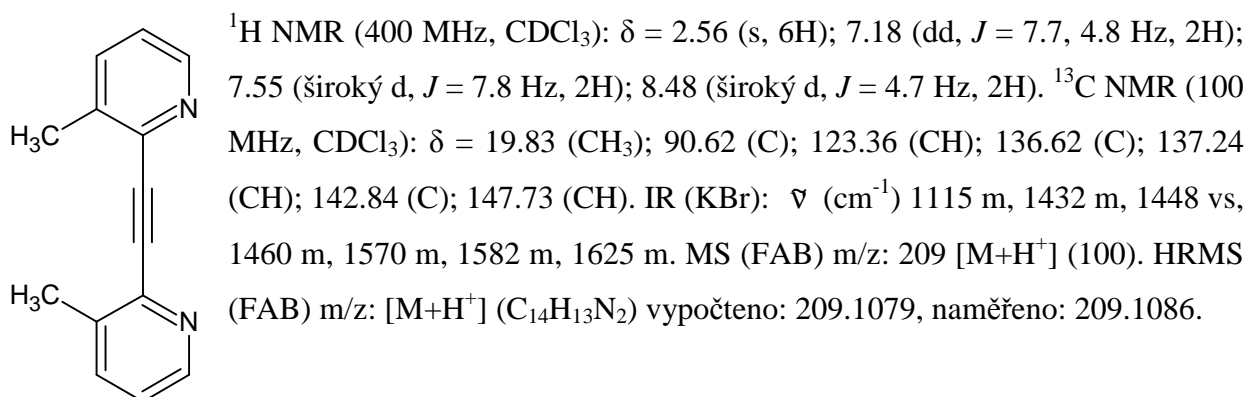 ¹H NMR (400 MHz, CDCl₃): δ = 2.56 (s, 6H); 7.18 (dd, J = 7.7, 4.8 Hz, 2H);
7.55 (široký d, J = 7.8 Hz, 2H); 8.48 (široký d, J = 4.7 Hz, 2H). ¹³C NMR (100
MHz, CDCl₃): δ = 19.83 (CH₃); 90.62 (C); 123.36 (CH); 136.62 (C); 137.24
(CH); 142.84 (C); 147.73 (CH). IR (KBr): ṽ (cm⁻¹) 1115 m, 1432 m, 1448 vs,
1460 m, 1570 m, 1582 m, 1625 m. MS (FAB) m/z: 209 [M+H⁺] (100). HRMS
(FAB) m/z: [M+H⁺] (C₁₄H₁₃N₂) vypočteno: 209.1079, naměřeno: 209.1086.
N
H₃C
H₃C
N